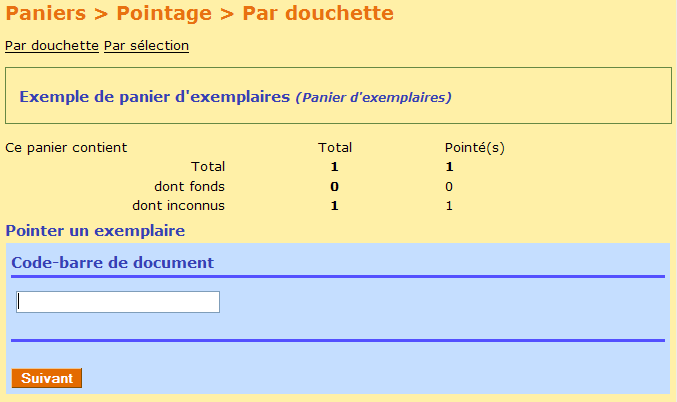 Paniers > Pointage > Par douchette
Par douchette Par sélection
Exemple de panier d'exemplaires (Panier d'exemplaires)
Ce panier contient Total Pointé(s)
Total 1 1
dont fonds 0 0
dont inconnus 1 1
Pointer un exemplaire
Code-barre de document
Suivant